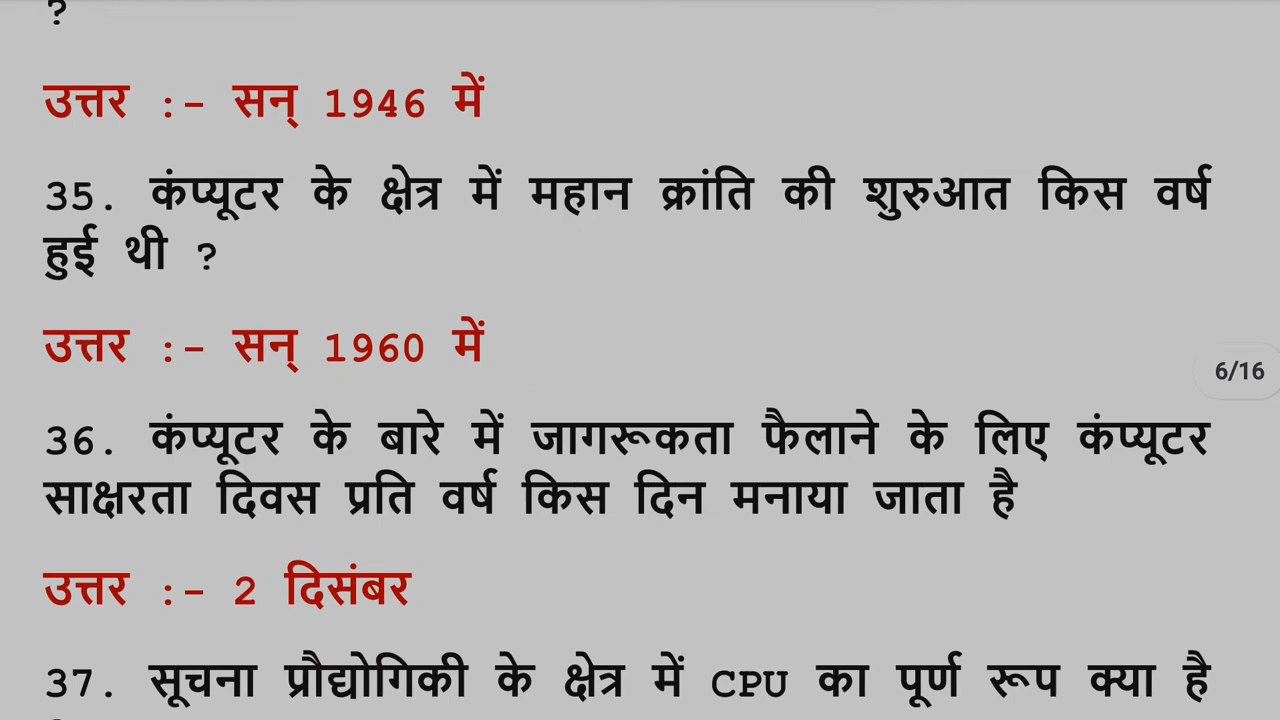 ?
उत्तर :- सन् 1946 में
35. कंप्यूटर के क्षेत्र में महान क्रांति की शुरुआत किस वर्ष
हुई थी ?
उत्तर :- सन् 1960 में
6/16
36. कंप्यूटर के बारे में जागरूकता फैलाने के लिए कंप्यूटर
साक्षरता दिवस प्रति वर्ष किस दिन मनाया जाता है
उत्तर :- 2 दिसंबर
37. सूचना प्रौद्योगिकी के क्षेत्र में CPU का पूर्ण रूप क्या है